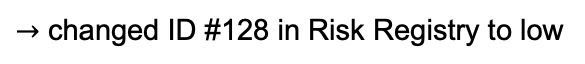 → changed ID #128 in Risk Registry to low